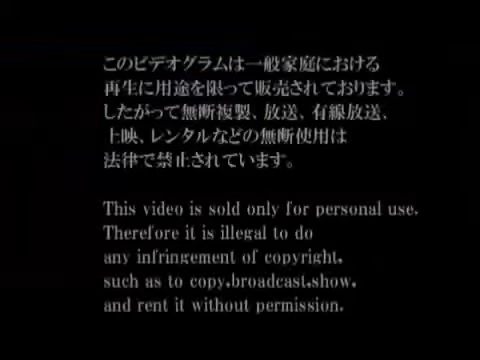 このビデオグラムは一般家庭における
再生に用途を限って販売されております。
したがって無断複製、放送、有線放送、
上映、レンタルなどの無断使用は
法律で禁止されています。
This video is sold only for personal use.
Therefore it is illegal to do
any infringement of copyright,
such as to copy,broadcast,show,
and rent it without permission.